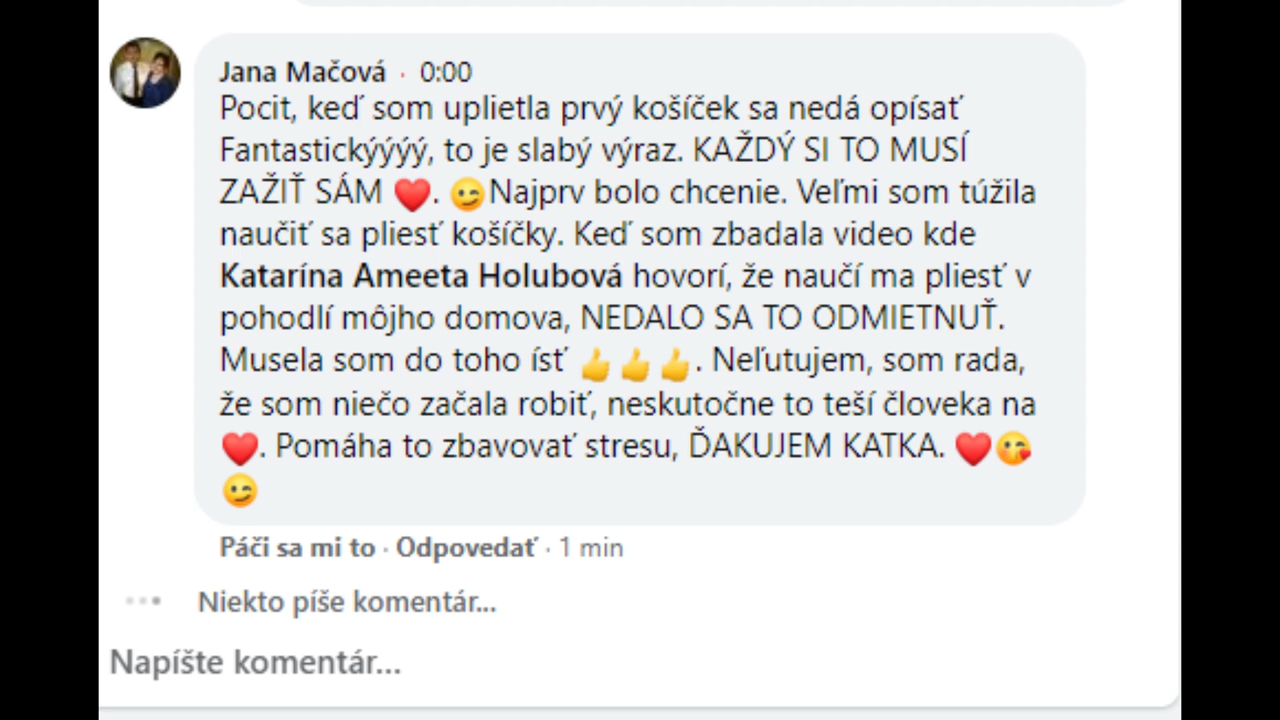 Jana Mačová · 0:00
Pocit, keď som uplietla prvý košíček sa nedá opísať
Fantastickýýýý, to je slabý výraz. KAŽDÝ SI TO MUSÍ
ZAŽIŤ SÁM ❤️. 😉Najprv bolo chcenie. Veľmi som túžila
naučiť sa pliesť košíčky. Keď som zbadala video kde
Katarína Ameeta Holubová hovorí, že naučí ma pliesť v
pohodlí môjho domova, NEDALO SA TO ODMIETNUŤ.
Musela som do toho ísť 👍👍👍. Neľutujem, som rada,
že som niečo začala robiť, neskutočne to teší človeka na
❤️. Pomáha to zbavovať stresu, ĎAKUJEM KATKA. ❤️😘
😉
Páči sa mi to · Odpovedať · 1 min
Niekto píše komentár...
Napíšte komentár...